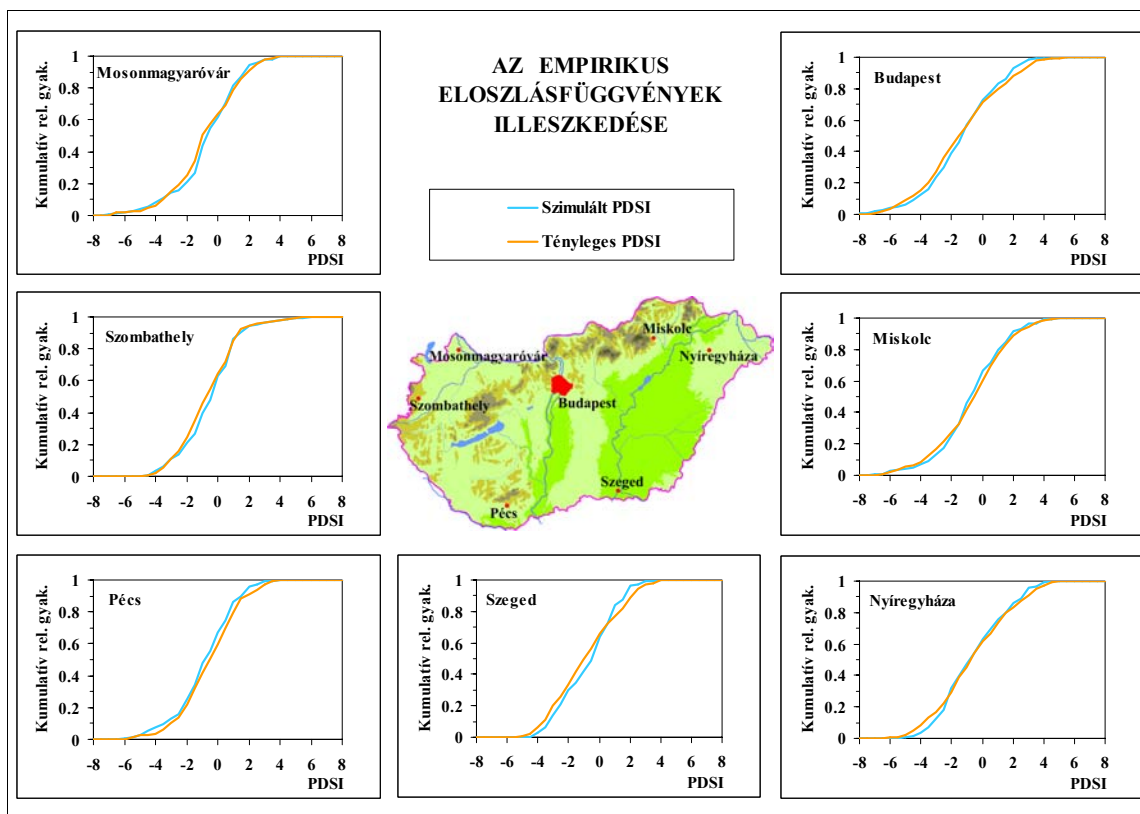 AZ EMPIRIKUS
ELOSZLÁSFÜGGVÉNYEK
ILLESZKEDÉSE
Szimulált PDSI
Tényleges PDSI
Mosonmagyaróvár
Kumulatív rel. gyak.
1
0.8
0.6
0.4
0.2
0
-8 -6 -4 -2 0 2 4 6 8
PDSI
Budapest
Kumulatív rel. gyak.
1
0.8
0.6
0.4
0.2
0
-8 -6 -4 -2 0 2 4 6 8
PDSI
Szombathely
Kumulatív rel. gyak.
1
0.8
0.6
0.4
0.2
0
-8 -6 -4 -2 0 2 4 6 8
PDSI
Miskolc
Mosonmagyaróvár
Nyíregyháza
Szombathely
Budapest
Szeged
Pécs
Miskolc
Kumulatív rel. gyak.
1
0.8
0.6
0.4
0.2
0
-8 -6 -4 -2 0 2 4 6 8
PDSI
Pécs
Kumulatív rel. gyak.
1
0.8
0.6
0.4
0.2
0
-8 -6 -4 -2 0 2 4 6 8
PDSI
Szeged
Kumulatív rel. gyak.
1
0.8
0.6
0.4
0.2
0
-8 -6 -4 -2 0 2 4 6 8
PDSI
Nyíregyháza
Kumulatív rel. gyak.
1
0.8
0.6
0.4
0.2
0
-8 -6 -4 -2 0 2 4 6 8
PDSI